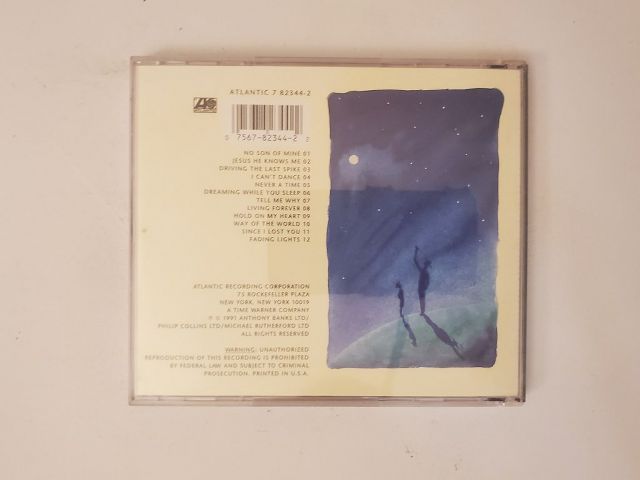 ATLANTIC 7 82344-2
0 7567-82344-2 2
NO SON OF MINE 01
JESUS HE KNOWS ME 02
DRIVING THE LAST SPIKE 03
I CAN'T DANCE 04
NEVER A TIME 05
DREAMING WHILE YOU SLEEP 06
TELL ME WHY 07
LIVING FOREVER 08
HOLD ON MY HEART 09
WAY OF THE WORLD 10
SINCE I LOST YOU 11
FADING LIGHTS 12
ATLANTIC RECORDING CORPORATION
75 ROCKEFELLER PLAZA
NEW YORK, NEW YORK 10019
A TIME WARNER COMPANY
℗ © 1991 ANTHONY BANKS LTD/
PHILIP COLLINS LTD/MICHAEL RUTHERFORD LTD
ALL RIGHTS RESERVED
WARNING: UNAUTHORIZED
REPRODUCTION OF THIS RECORDING IS PROHIBITED
BY FEDERAL LAW AND SUBJECT TO CRIMINAL
PROSECUTION. PRINTED IN U.S.A.